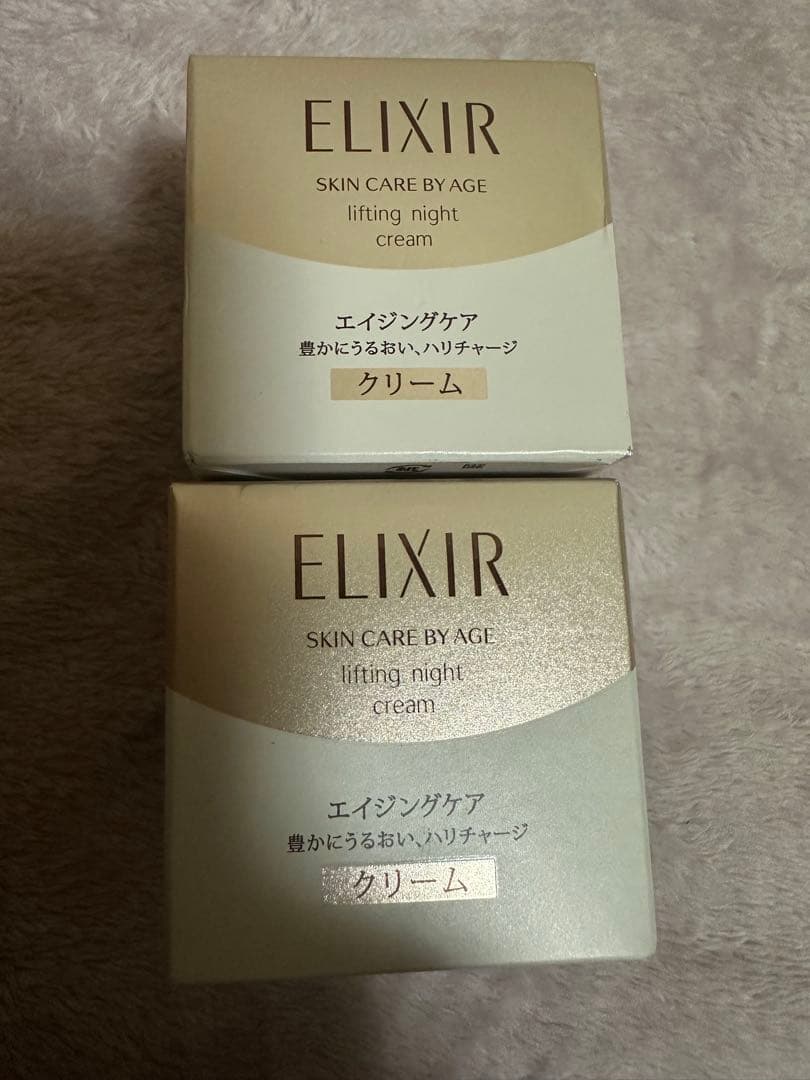 ELIXIR
SKIN CARE BY AGE
lifting night
cream
エイジングケア
豊かにうるおい、ハリチャージ
クリーム
ELIXIR
SKIN CARE BY AGE
lifting night
cream
エイジングケア
豊かにうるおい、ハリチャージ
クリーム